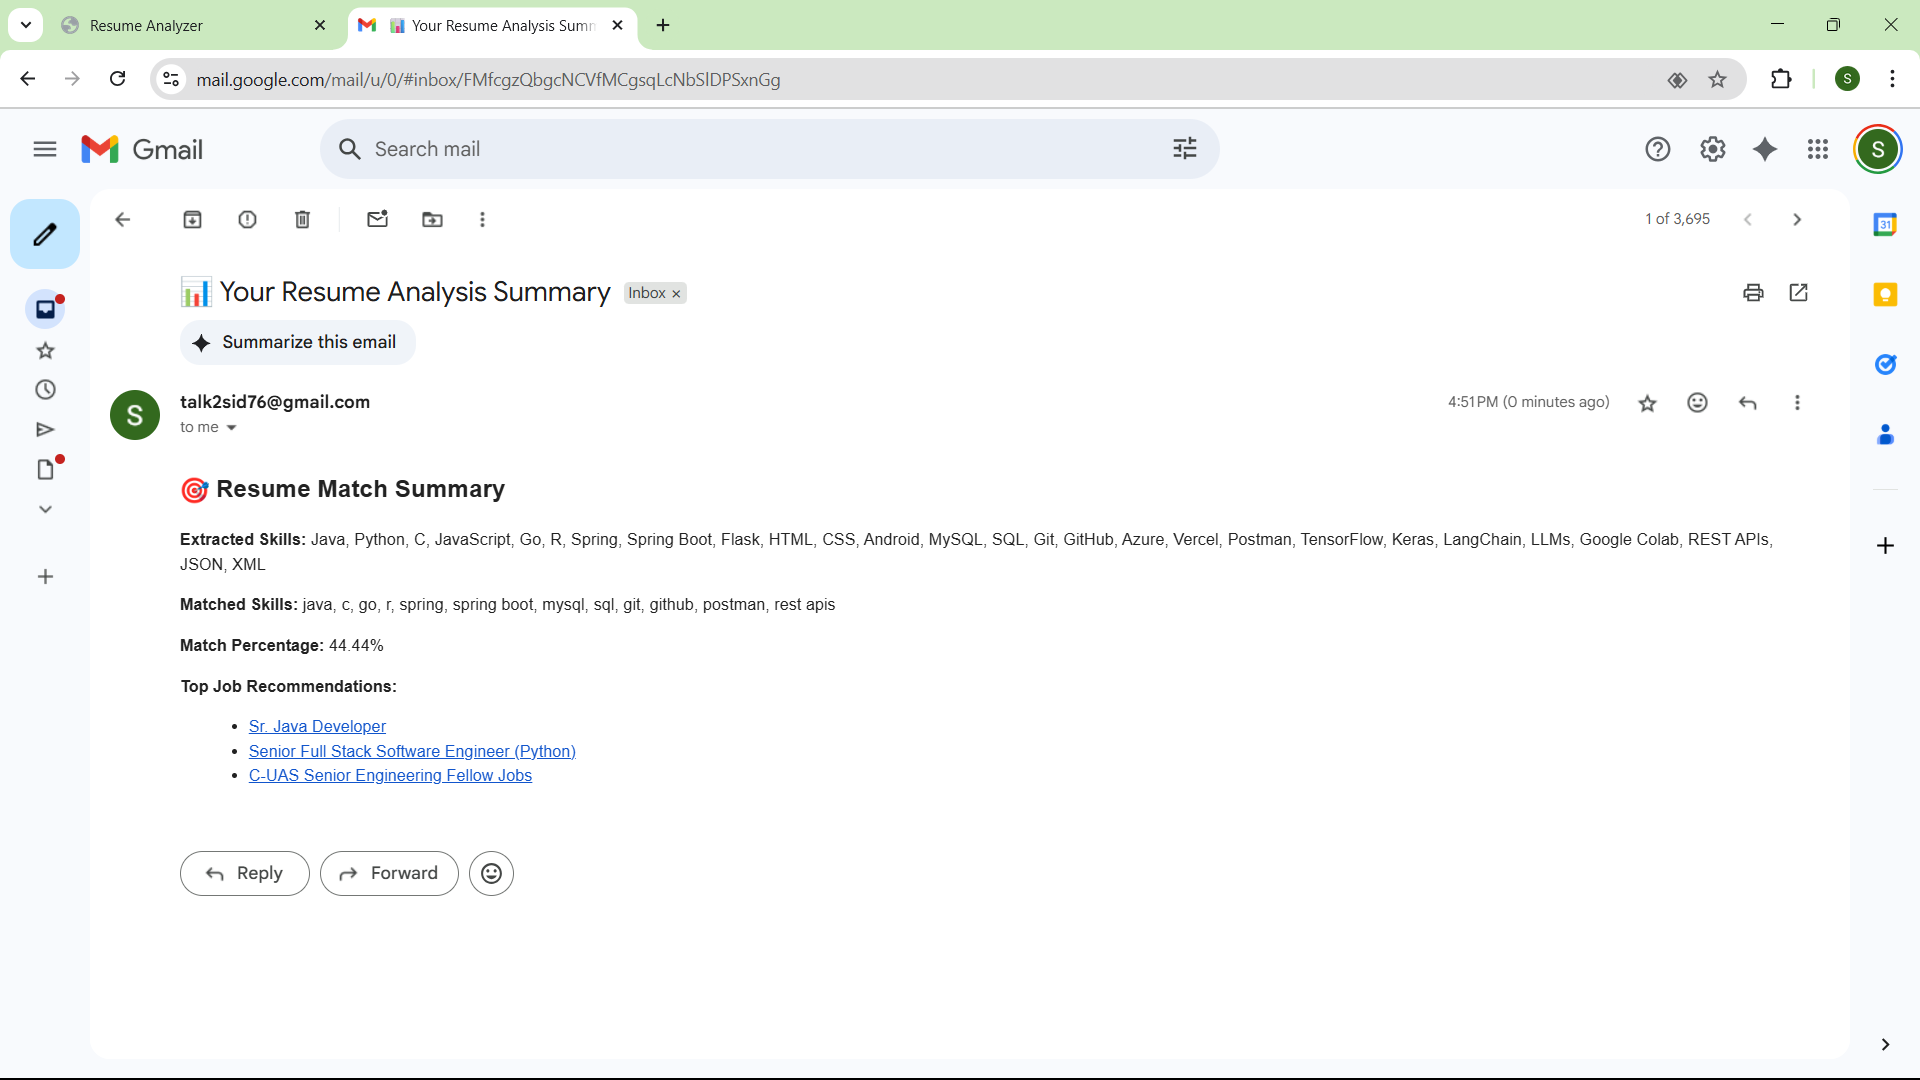 Resume Analyzer
📊 Your Resume Analysis Sum
mail.google.com/mail/u/0/#inbox/FMfcgzQbgcNCVfMCgsqLcNbSlDPSxnGg
S
Gmail
Search mail
S
1 of 3,695
31
📊 Your Resume Analysis Summary
Inbox ×
Summarize this email
S
talk2sid76@gmail.com
4:51 PM (0 minutes ago)
to me
🎯 Resume Match Summary
Extracted Skills: Java, Python, C, JavaScript, Go, R, Spring, Spring Boot, Flask, HTML, CSS, Android, MySQL, SQL, Git, GitHub, Azure, Vercel, Postman, TensorFlow, Keras, LangChain, LLMs, Google Colab, REST APIs,
JSON, XML
Matched Skills: java, c, go, r, spring, spring boot, mysql, sql, git, github, postman, rest apis
Match Percentage: 44.44%
Top Job Recommendations:
• Sr. Java Developer
• Senior Full Stack Software Engineer (Python)
• C-UAS Senior Engineering Fellow Jobs
Reply
Forward